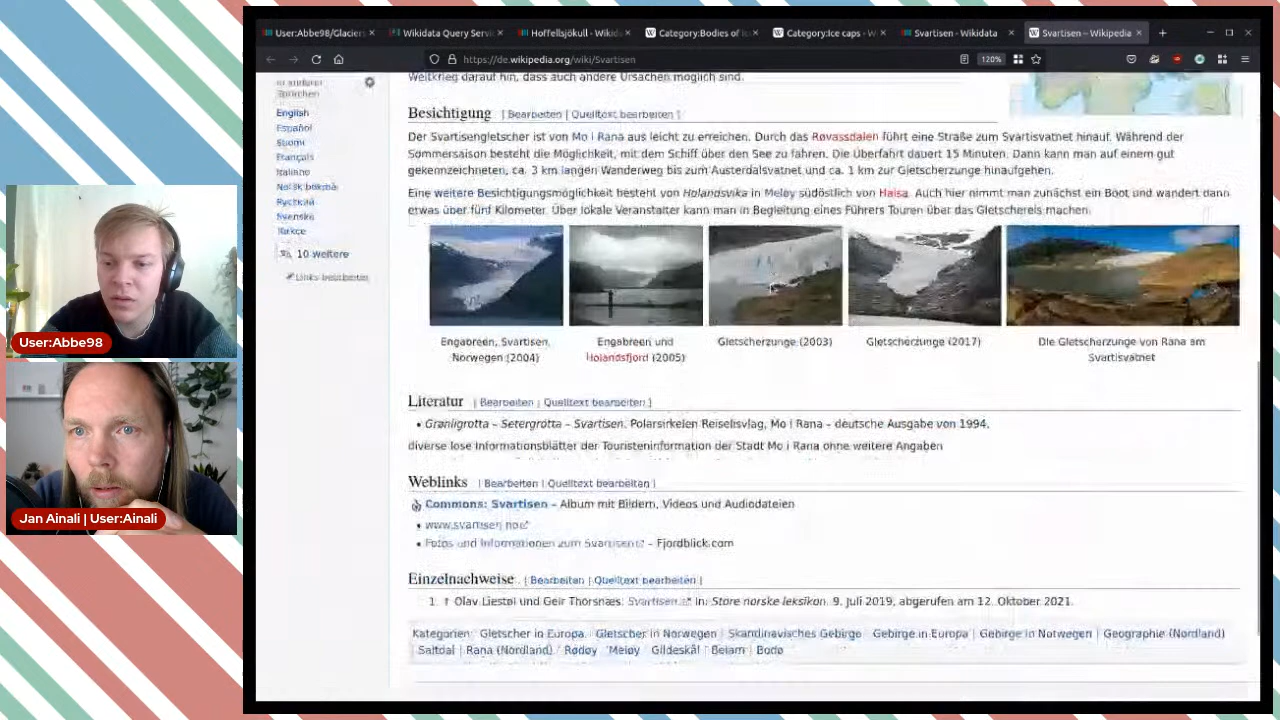 User:Abbe98/Glaciers
Wikidata Query Servic
Hoffellsjökull - Wikida
Category:Bodies of ic
Category:Ice caps - W
Svartisen - Wikidata
Svartisen – Wikipedia
https://de.wikipedia.org/wiki/Svartisen
120%
Weltkrieg darauf hin, dass auch andere Ursachen möglich sind.
In anderen
Sprachen
English
Español
Suomi
Français
Italiano
Norsk bokmål
Русский
Svenska
10 weitere
Links bearbeiten
Besichtigung [ Bearbeiten | Quelltext bearbeiten ]
Der Svartisengletscher ist von Mo i Rana aus leicht zu erreichen. Durch das Røvassdalen führt eine Straße zum Svartisvatnet hinauf. Während der
Sommersaison besteht die Möglichkeit, mit dem Schiff über den See zu fahren. Die Überfahrt dauert 15 Minuten. Dann kann man auf einem gut
gekennzeichneten, ca. 3 km langen Wanderweg bis zum Austerdalsvatnet und ca. 1 km zur Gletscherzunge hinaufgehen.
Eine weitere Besichtigungsmöglichkeit besteht von Holandsvika in Meløy südöstlich von Halsa. Auch hier nimmt man zunächst ein Boot und wandert dann
etwas über fünf Kilometer. Über lokale Veranstalter kann man in Begleitung eines Führers Touren über das Gletschereis machen.
Engabreen, Svartisen,
Norwegen (2004)
Engabreen und
Holandsfjord (2005)
Gletscherzunge (2003)
Gletscherzunge (2017)
Die Gletscherzunge von Rana am
Svartisvatnet
Literatur [ Bearbeiten | Quelltext bearbeiten ]
• Grønligrotta – Setergrotta – Svartisen. Polarsirkelen Reiselivslag, Mo i Rana – deutsche Ausgabe von 1994.
diverse lose Informationsblätter der Touristeninformation der Stadt Mo i Rana ohne weitere Angaben
Weblinks [ Bearbeiten | Quelltext bearbeiten ]
Commons: Svartisen – Album mit Bildern, Videos und Audiodateien
• www.svartisen.no
• Fotos und Informationen zum Svartisen – Fjordblick.com
Einzelnachweise [ Bearbeiten | Quelltext bearbeiten ]
1. ↑ Olav Liestøl und Geir Thorsnæs: Svartisen. In: Store norske leksikon. 9. Juli 2019, abgerufen am 12. Oktober 2021.
Kategorien: Gletscher in Europa | Gletscher in Norwegen | Skandinavisches Gebirge | Gebirge in Europa | Gebirge in Norwegen | Geographie (Nordland)
Saltdal | Rana (Nordland) | Rødøy | Meløy | Gildeskål | Beiarn | Bodø
User:Abbe98
Jan Ainali | User:Ainali